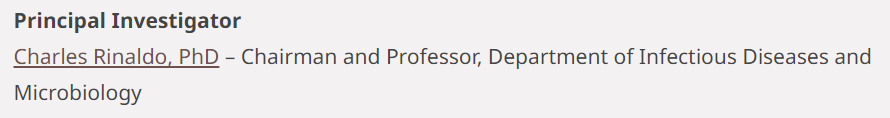 Principal Investigator
Charles Rinaldo, PhD – Chairman and Professor, Department of Infectious Diseases and
Microbiology